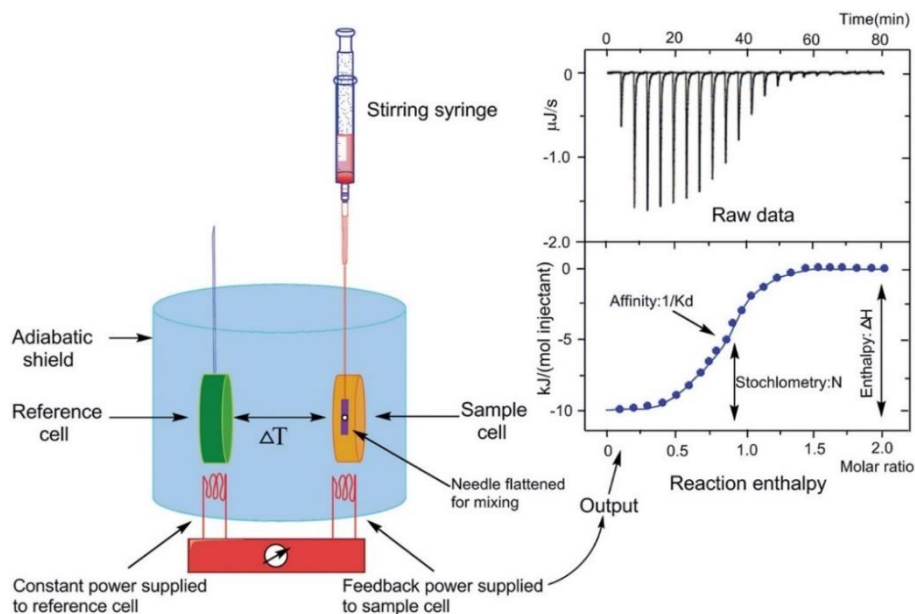 Stirring syringe
Adiabatic
shield
Reference
cell
ΔT
Sample
cell
Needle flattened
for mixing
Constant power supplied
to reference cell
Feedback power supplied
to sample cell
Output
Time(min)
0 20 40 60 80
0
-1.0
-2.0
μJ/s
Raw data
0
-5
-10
kJ/(mol injectant)
Affinity:1/Kd
Stochlometry:N
Enthalpy: ΔH
0 0.5 1.0 1.5 2.0
Molar ratio
Reaction enthalpy